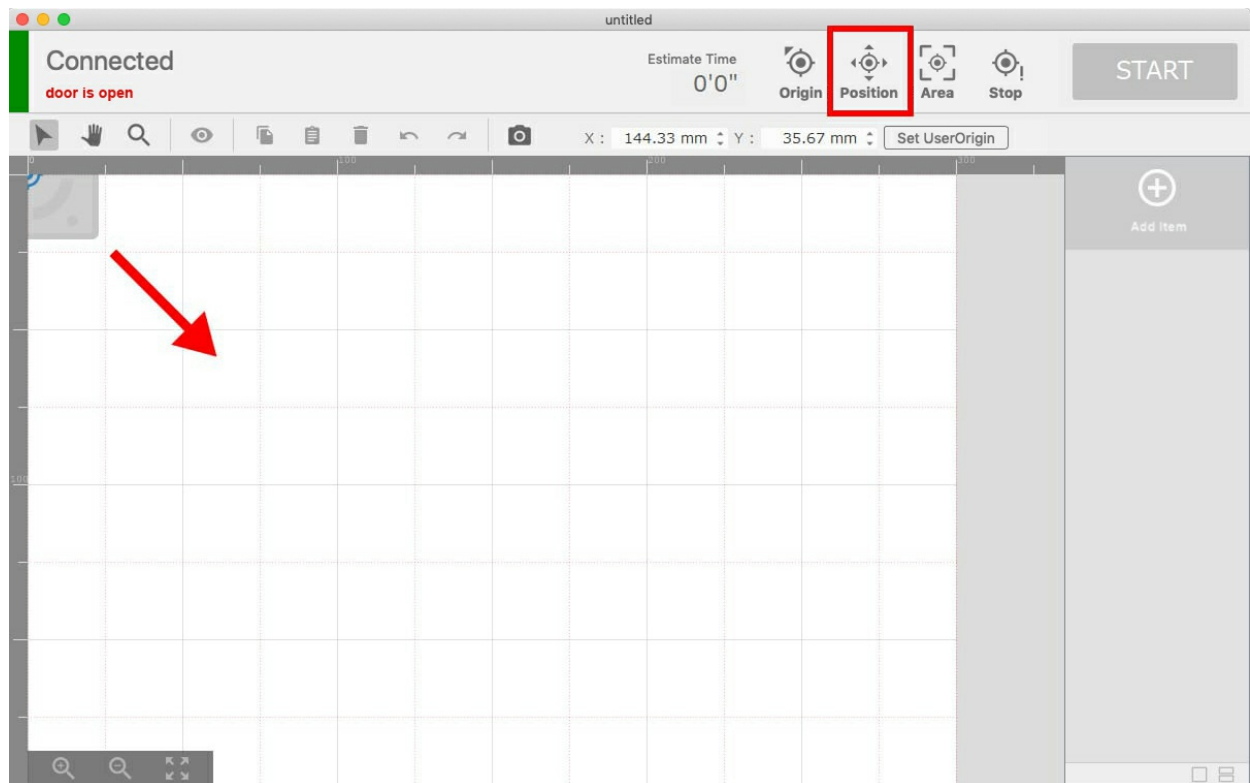 untitled
Connected
door is open
Estimate Time
0'0"
Origin
Position
Area
Stop
START
X : 144.33 mm Y : 35.67 mm Set UserOrigin
0 100 200 300
Add Item
100